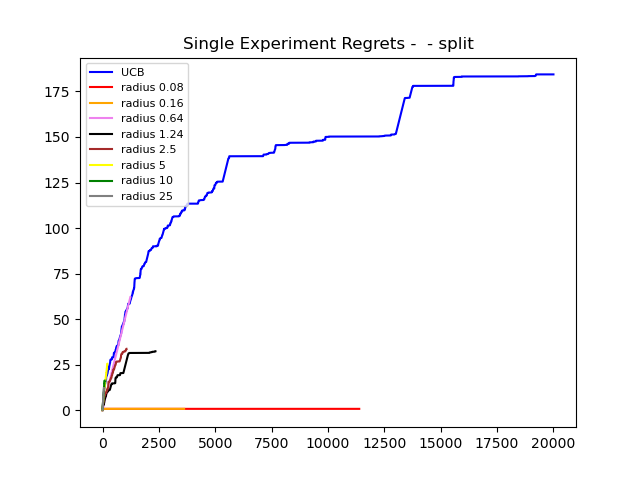 Single Experiment Regrets -  - split
UCB
radius 0.08
radius 0.16
radius 0.64
radius 1.24
radius 2.5
radius 5
radius 10
radius 25
175
150
125
100
75
50
25
0
0 2500 5000 7500 10000 12500 15000 17500 20000